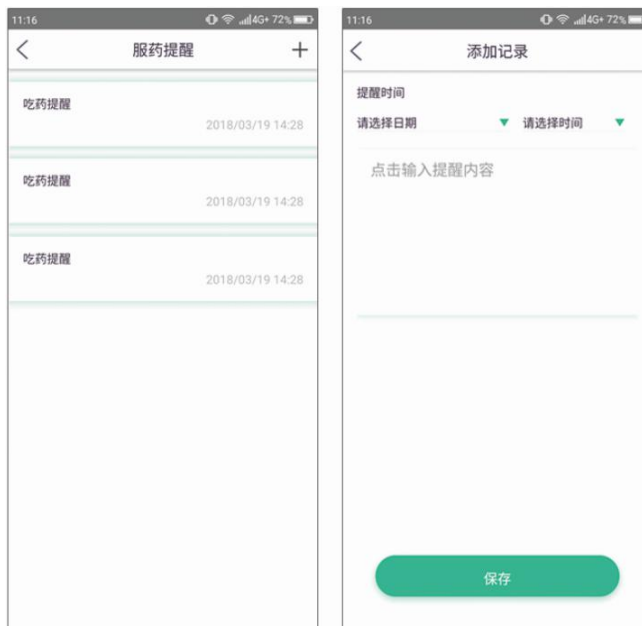 11:16
4G+ 72%
服药提醒
吃药提醒
2018/03/19 14:28
吃药提醒
2018/03/19 14:28
吃药提醒
2018/03/19 14:28
11:16
4G+ 72%
添加记录
提醒时间
请选择日期 请选择时间
点击输入提醒内容
保存